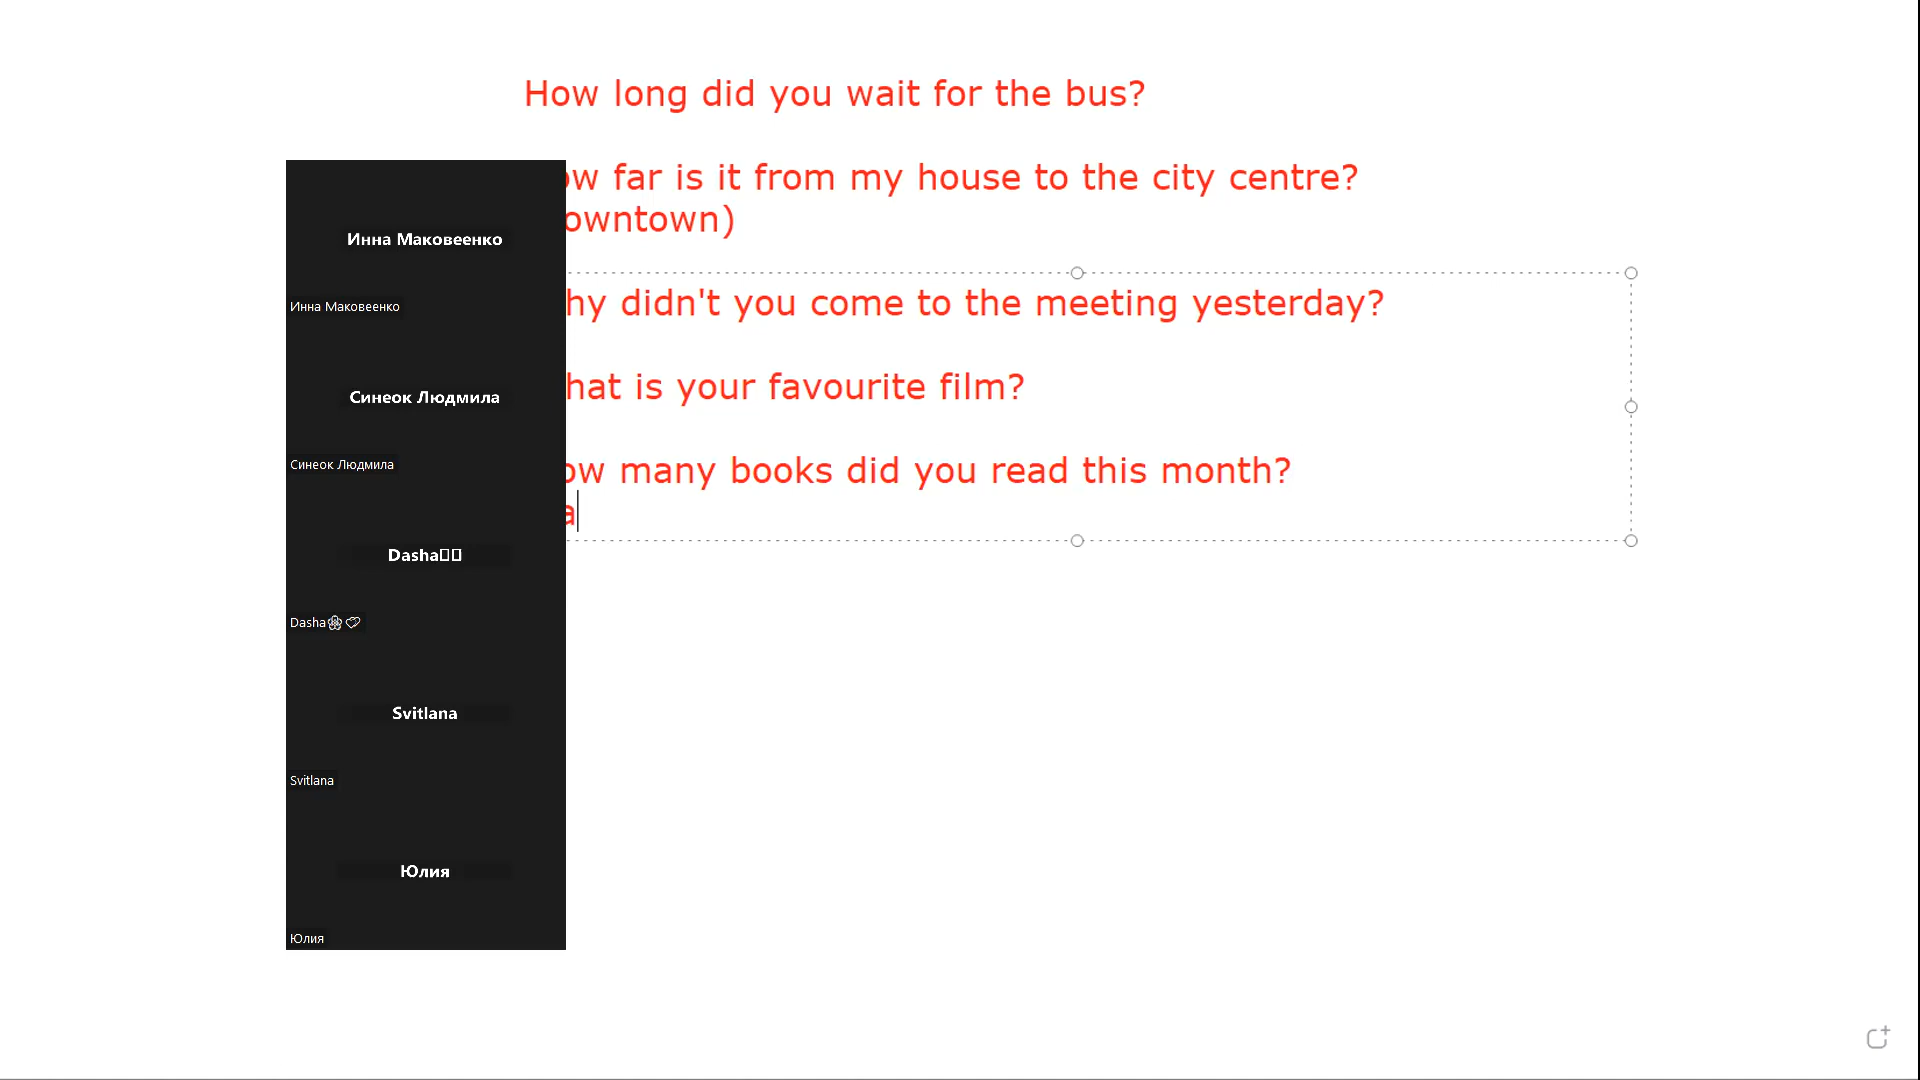 How long did you wait for the bus?
ow far is it from my house to the city centre?
owntown)
hy didn't you come to the meeting yesterday?
hat is your favourite film?
ow many books did you read this month?
a
Инна Маковеенко
Инна Маковеенко
Синеок Людмила
Синеок Людмила
Dasha
Dasha
Svitlana
Svitlana
Юлия
Юлия